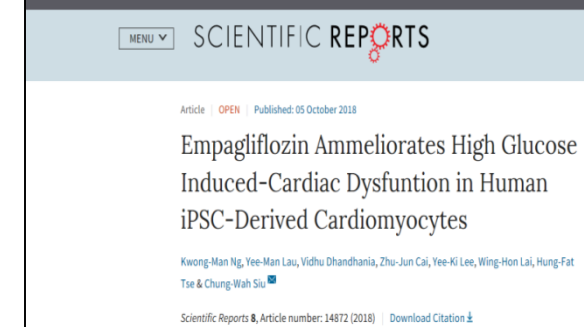 MENU
SCIENTIFIC REPORTS
Article | OPEN | Published: 05 October 2018
Empagliflozin Ammeliorates High Glucose
Induced-Cardiac Dysfuntion in Human
iPSC-Derived Cardiomyocytes
Kwong-Man Ng, Yee-Man Lau, Vidhu Dhandhania, Zhu-Jun Cai, Yee-Ki Lee, Wing-Hon Lai, Hung-Fat
Tse & Chung-Wah Siu
Scientific Reports 8, Article number: 14872 (2018) | Download Citation